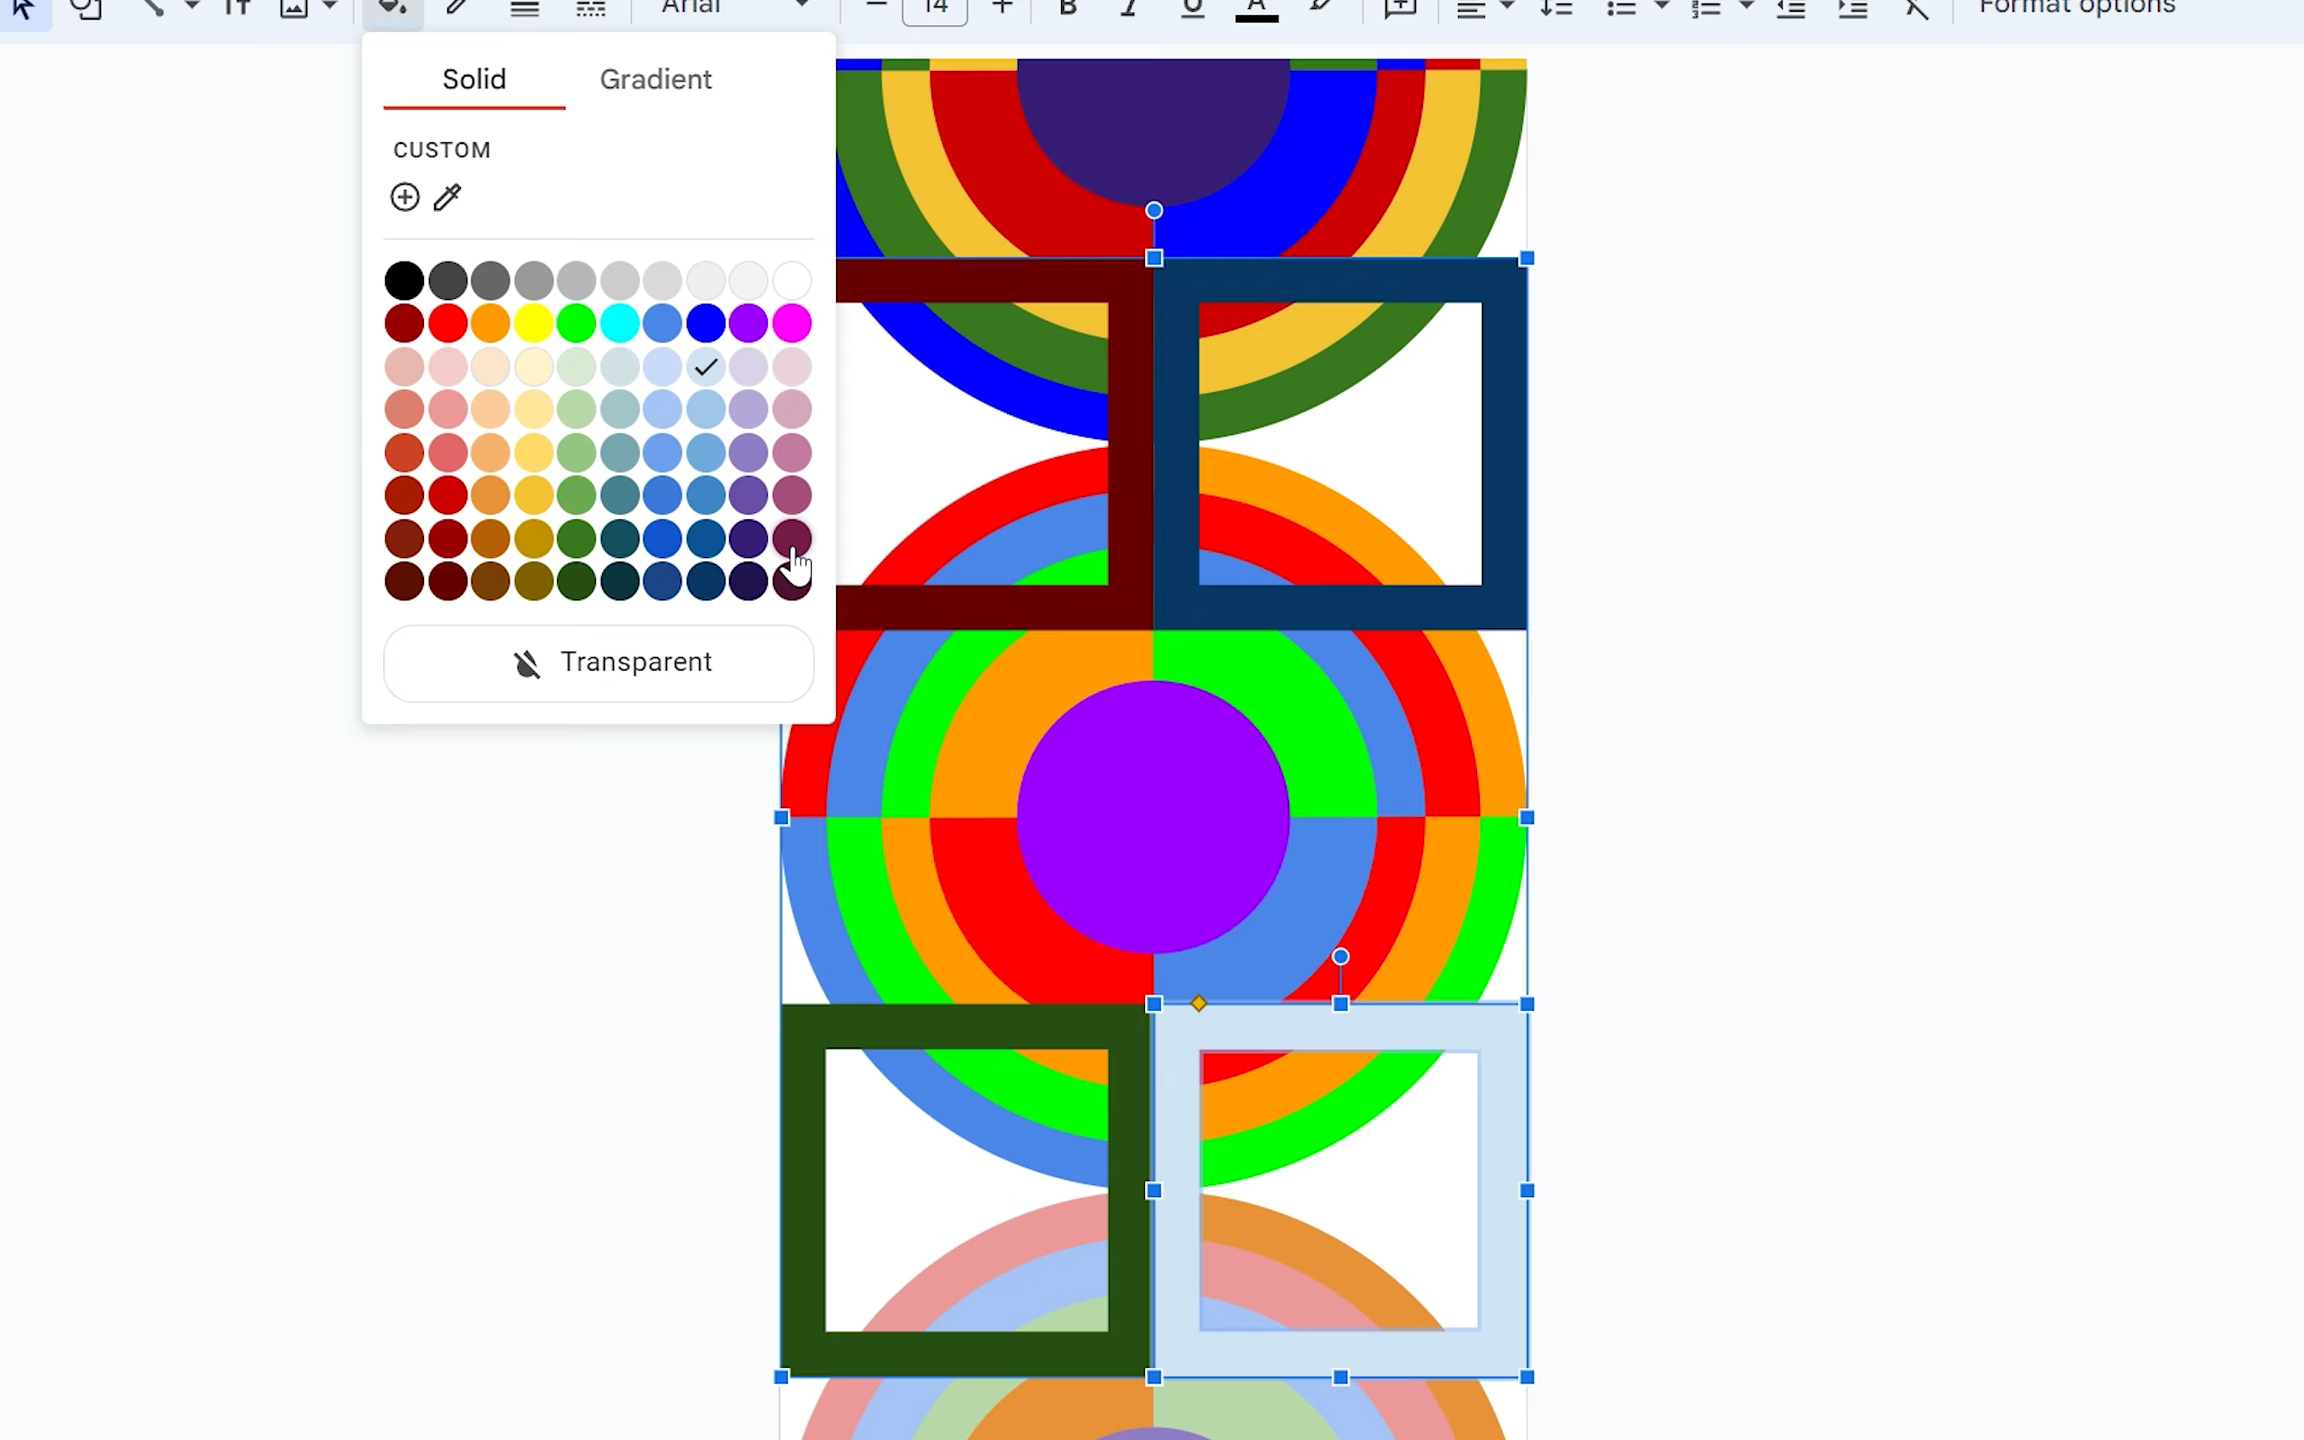 Arial
14
B
I
U
A
Format options
Solid
Gradient
CUSTOM
Transparent